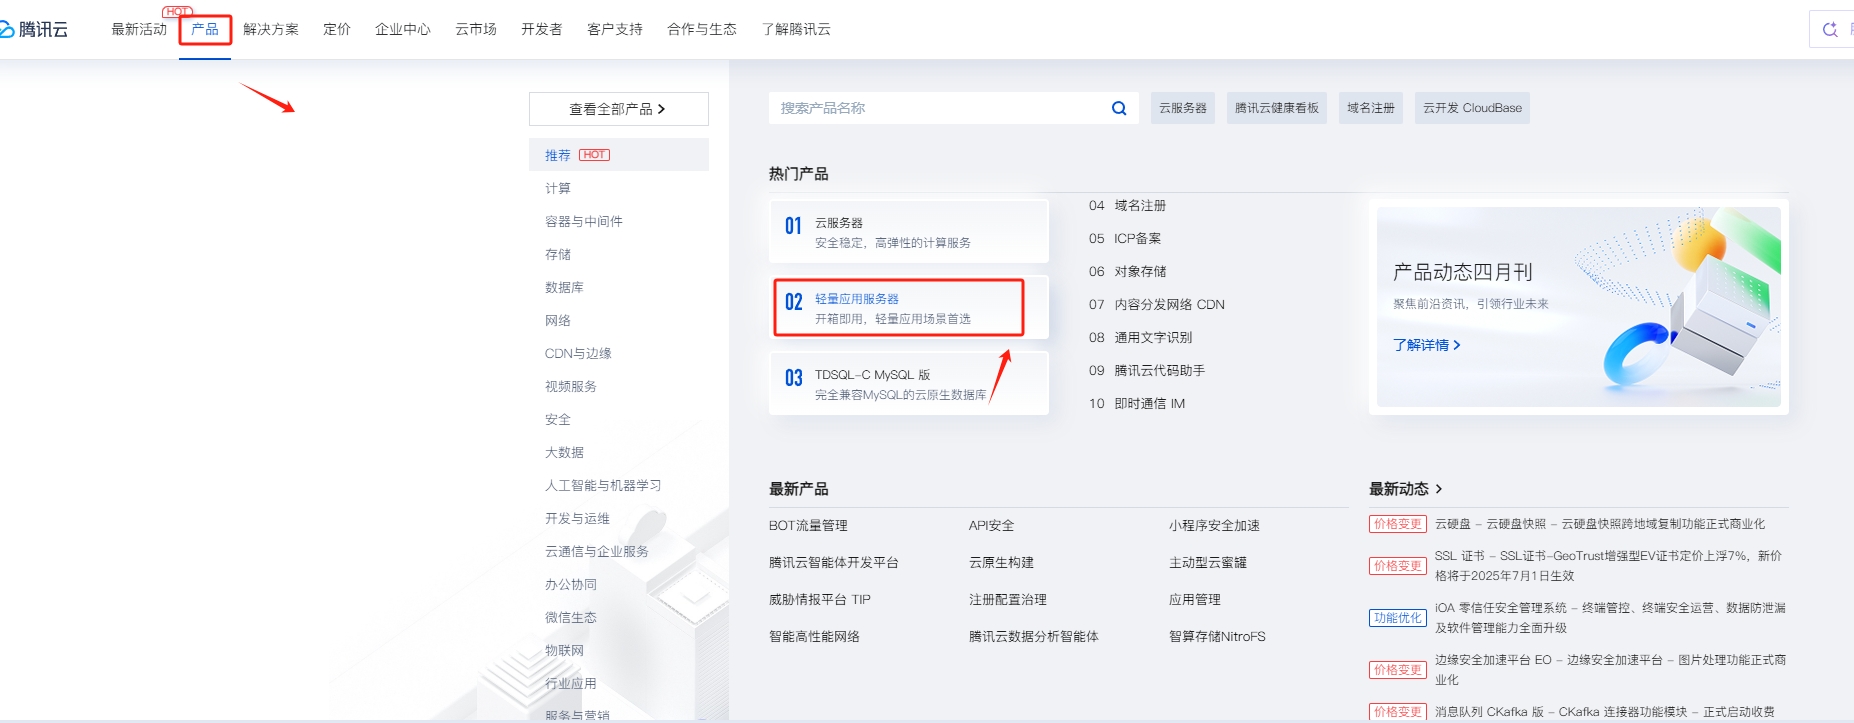 腾讯云
最新活动
HOT
产品
解决方案
定价
企业中心
云市场
开发者
客户支持
合作与生态
了解腾讯云
查看全部产品
推荐 HOT
计算
容器与中间件
存储
数据库
网络
CDN与边缘
视频服务
安全
大数据
人工智能与机器学习
开发与运维
云通信与企业服务
办公协同
微信生态
物联网
行业应用
服务与营销
搜索产品名称
云服务器
腾讯云健康看板
域名注册
云开发 CloudBase
热门产品
01 云服务器
安全稳定，高弹性的计算服务
02 轻量应用服务器
开箱即用，轻量应用场景首选
03 TDSQL-C MySQL 版
完全兼容MySQL的云原生数据库
04 域名注册
05 ICP备案
06 对象存储
07 内容分发网络 CDN
08 通用文字识别
09 腾讯云代码助手
10 即时通信 IM
产品动态四月刊
聚焦前沿资讯，引领行业未来
了解详情
最新产品
BOT流量管理
API安全
小程序安全加速
腾讯云智能体开发平台
云原生构建
主动型云蜜罐
威胁情报平台 TIP
注册配置治理
应用管理
智能高性能网络
腾讯云数据分析智能体
智算存储NitroFS
最新动态
价格变更 云硬盘 - 云硬盘快照 - 云硬盘快照跨地域复制功能正式商业化
价格变更 SSL 证书 - SSL证书-GeoTrust增强型EV证书定价上浮7%，新价
格将于2025年7月1日生效
功能优化 iOA 零信任安全管理系统 - 终端管控、终端安全运营、数据防泄漏
及软件管理能力全面升级
价格变更 边缘安全加速平台 EO - 边缘安全加速平台 - 图片处理功能正式商
业化
价格变更 消息队列 CKafka 版 - CKafka 连接器功能模块 - 正式启动收费